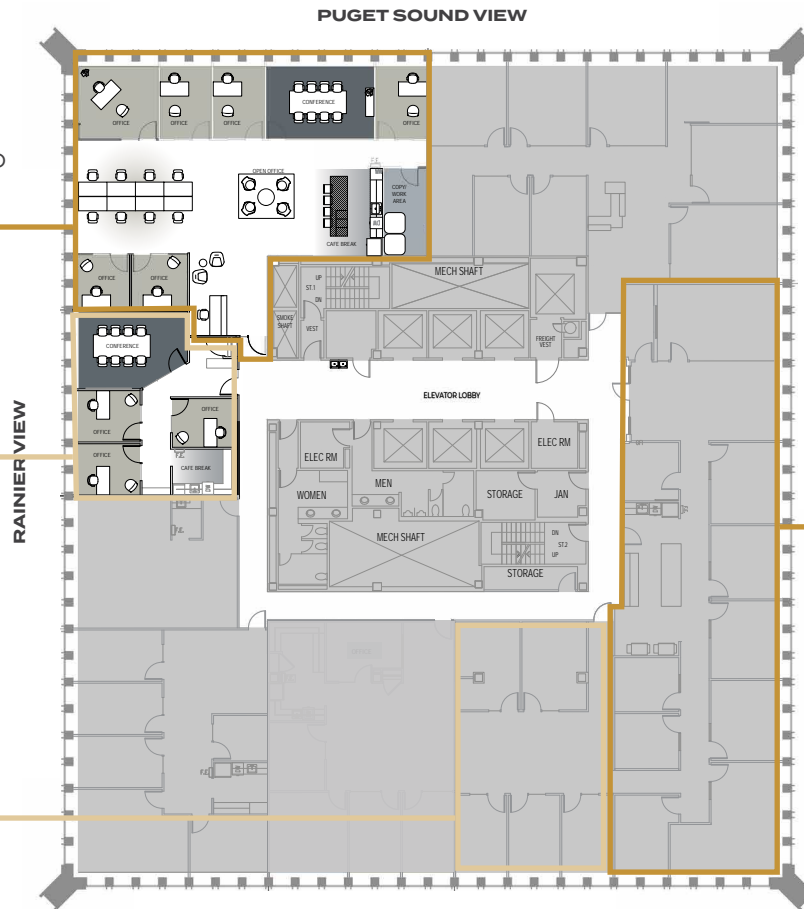 PUGET SOUND VIEW
CONFERENCE
OFFICE
OFFICE
OFFICE
OFFICE
OPEN OFFICE
F.E.
COPY/
WORK
AREA
CAFE BREAK
OFFICE
OFFICE
UP
ST.1
DN
MECH SHAFT
SMOKE
SHAFT
VEST
FREIGHT
VEST
CONFERENCE
ELEVATOR LOBBY
RAINIER VIEW
OFFICE
OFFICE
F.E.
CAFE BREAK
OFFICE
ELEC RM
ELEC RM
MEN
WOMEN
STORAGE
JAN
MECH SHAFT
DN
ST.2
UP
STORAGE
F.E.
F.E.
OFFICE
F.E.